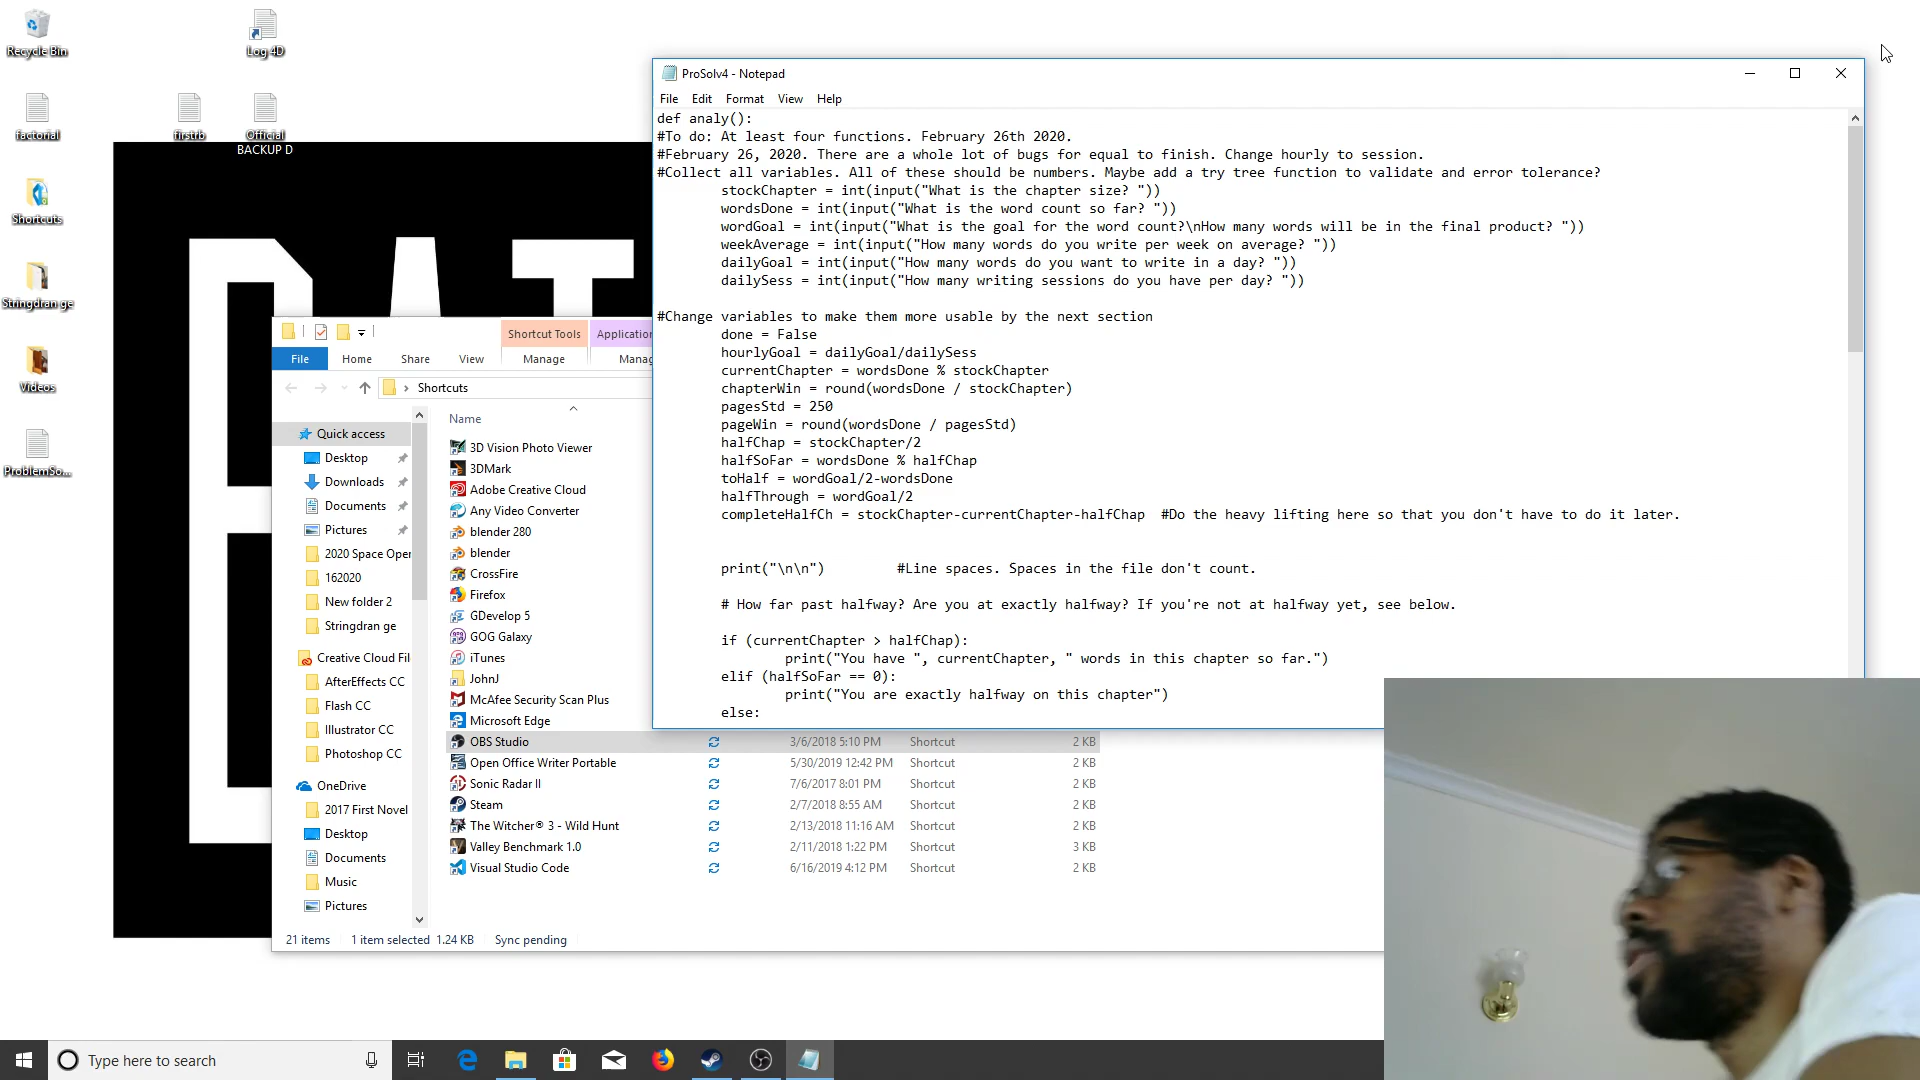 Recycle Bin
Log 4D
factorial
firstrb
Official
BACKUP D
Shortcuts
Stringdran ge
Videos
ProblemSo...
ProSolv4 - Notepad
File Edit Format View Help
def analy():
#To do: At least four functions. February 26th 2020.
#February 26, 2020. There are a whole lot of bugs for equal to finish. Change hourly to session.
#Collect all variables. All of these should be numbers. Maybe add a try tree function to validate and error tolerance?
stockChapter = int(input("What is the chapter size? "))
wordsDone = int(input("What is the word count so far? "))
wordGoal = int(input("What is the goal for the word count?\nHow many words will be in the final product? "))
weekAverage = int(input("How many words do you write per week on average? "))
dailyGoal = int(input("How many words do you want to write in a day? "))
dailySess = int(input("How many writing sessions do you have per day? "))
#Change variables to make them more usable by the next section
done = False
hourlyGoal = dailyGoal/dailySess
currentChapter = wordsDone % stockChapter
chapterWin = round(wordsDone / stockChapter)
pagesStd = 250
pageWin = round(wordsDone / pagesStd)
halfChap = stockChapter/2
halfSoFar = wordsDone % halfChap
toHalf = wordGoal/2-wordsDone
halfThrough = wordGoal/2
completeHalfCh = stockChapter-currentChapter-halfChap #Do the heavy lifting here so that you don't have to do it later.
print("\n\n") #Line spaces. Spaces in the file don't count.
# How far past halfway? Are you at exactly halfway? If you're not at halfway yet, see below.
if (currentChapter > halfChap):
print("You have ", currentChapter, " words in this chapter so far.")
elif (halfSoFar == 0):
print("You are exactly halfway on this chapter")
else:
Shortcut Tools Application
File Home Share View Manage Manag
Shortcuts
Quick access
Desktop
Downloads
Documents
Pictures
2020 Space Oper
162020
New folder 2
Stringdran ge
Creative Cloud Fil
AfterEffects CC
Flash CC
Illustrator CC
Photoshop CC
OneDrive
2017 First Novel
Desktop
Documents
Music
Pictures
Name
3D Vision Photo Viewer
3DMark
Adobe Creative Cloud
Any Video Converter
blender 280
blender
CrossFire
Firefox
GDevelop 5
GOG Galaxy
iTunes
JohnJ
McAfee Security Scan Plus
Microsoft Edge
OBS Studio 3/6/2018 5:10 PM Shortcut 2 KB
Open Office Writer Portable 5/30/2019 12:42 PM Shortcut 2 KB
Sonic Radar II 7/6/2017 8:01 PM Shortcut 2 KB
Steam 2/7/2018 8:55 AM Shortcut 2 KB
The Witcher® 3 - Wild Hunt 2/13/2018 11:16 AM Shortcut 2 KB
Valley Benchmark 1.0 2/11/2018 1:22 PM Shortcut 3 KB
Visual Studio Code 6/16/2019 4:12 PM Shortcut 2 KB
21 items 1 item selected 1.24 KB Sync pending
Type here to search